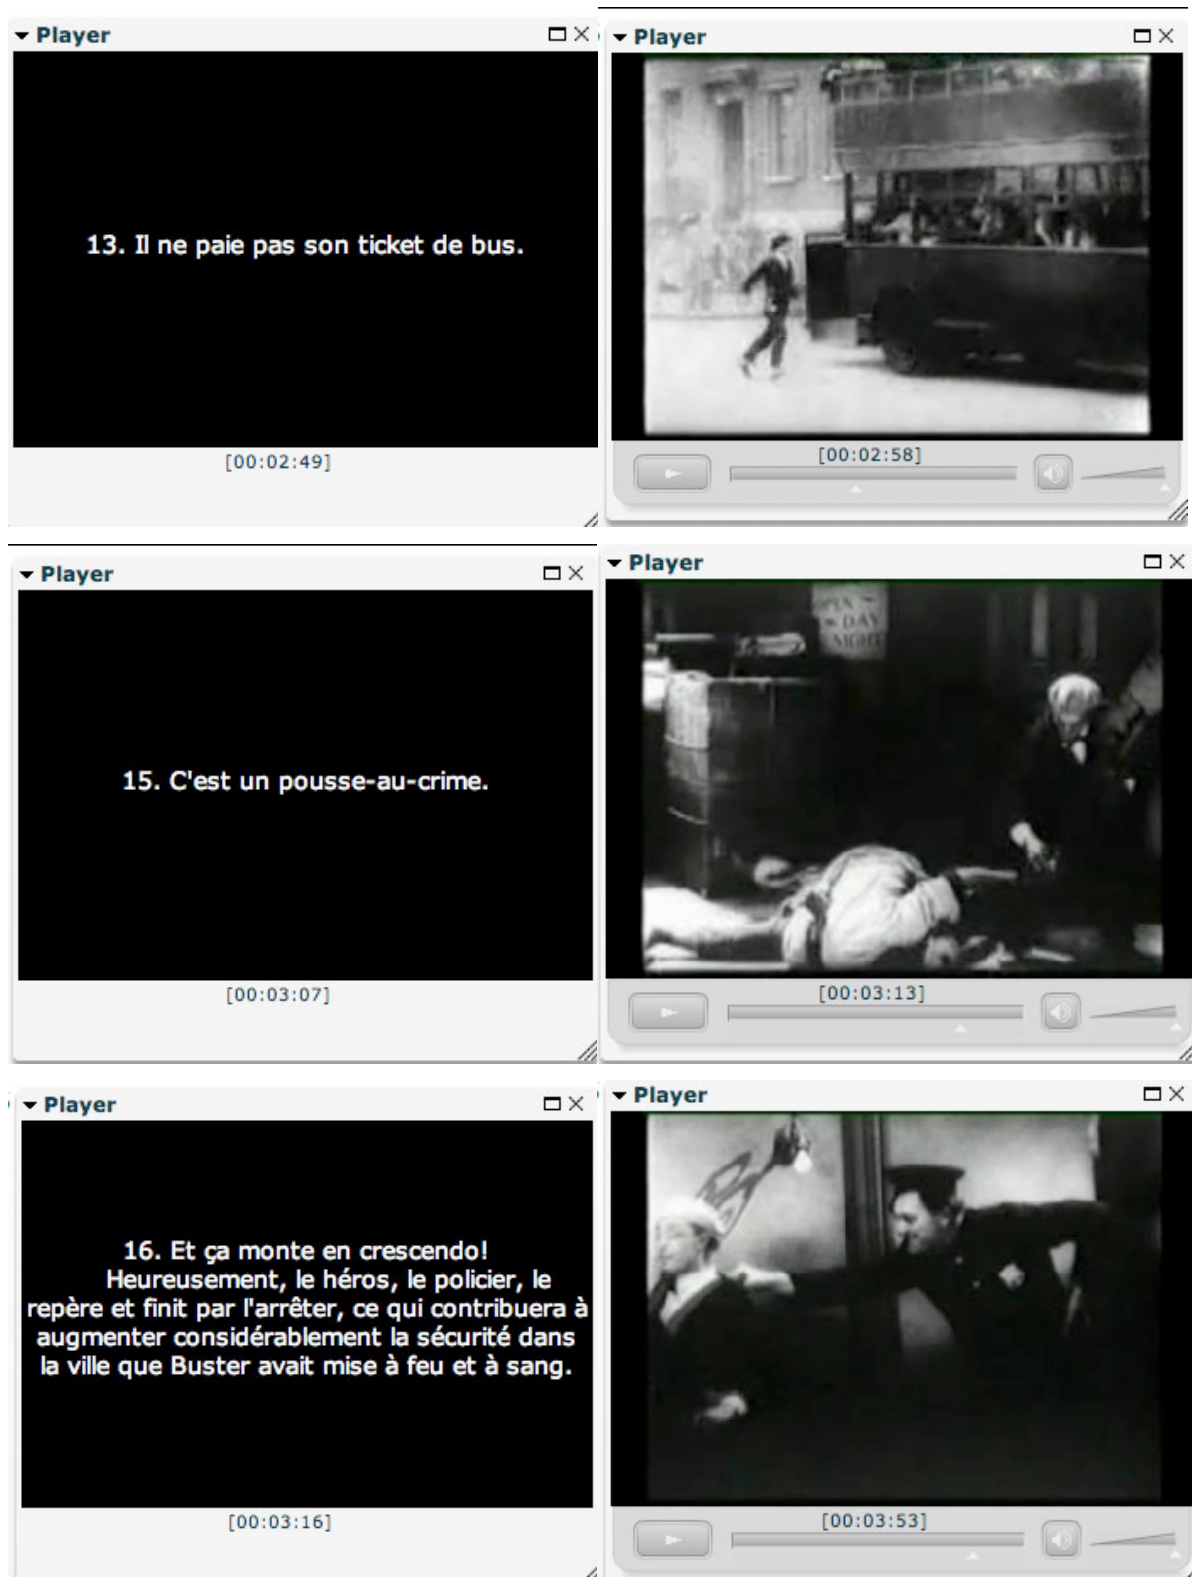 Player
Player
13. Il ne paie pas son ticket de bus.
[00:02:49]
[00:02:58]
Player
Player
OPEN
DAY
NIGHT
15. C'est un pousse-au-crime.
[00:03:07]
[00:03:13]
Player
Player
16. Et ça monte en crescendo!
Heureusement, le héros, le policier, le
repère et finit par l'arrêter, ce qui contribuera à
augmenter considérablement la sécurité dans
la ville que Buster avait mise à feu et à sang.
[00:03:16]
[00:03:53]